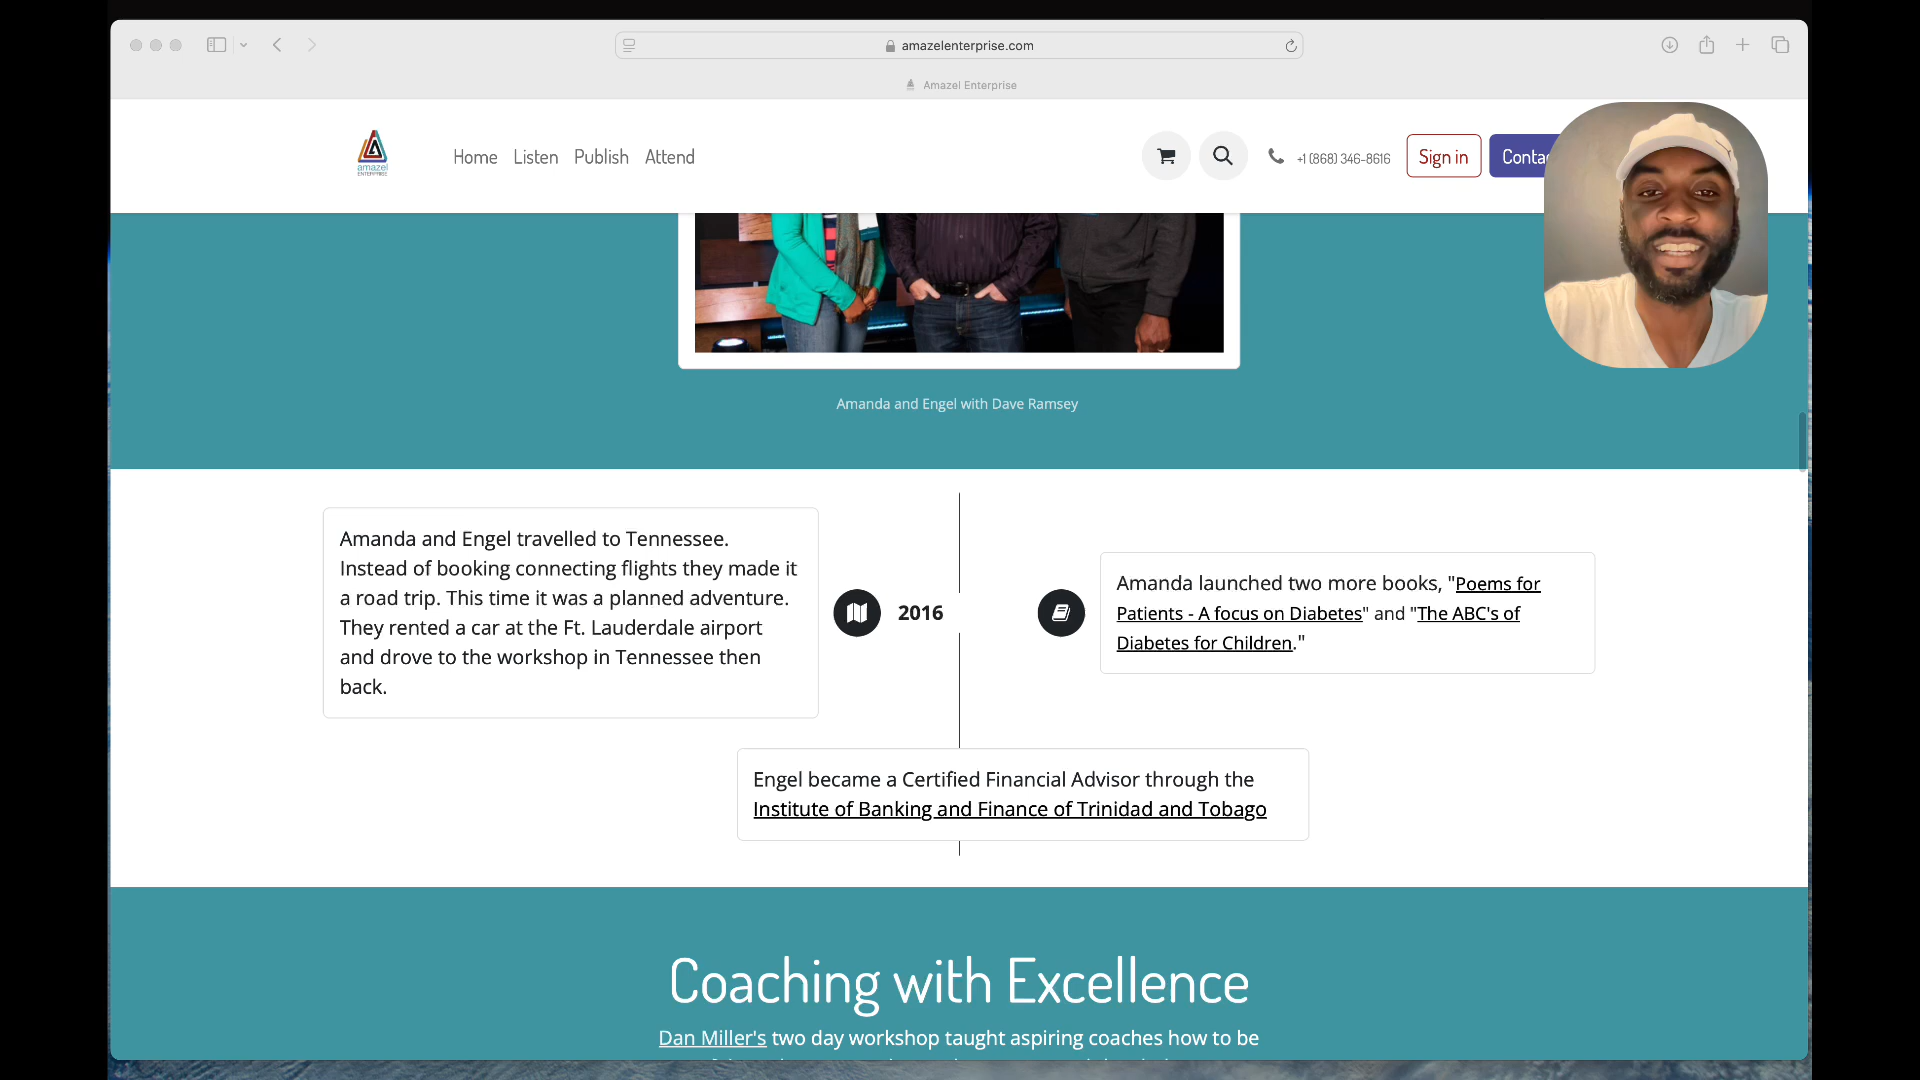 amazelenterprise.com
Amazel Enterprise
amazel
ENTERPRISE
Home Listen Publish Attend
+1 (868) 346-8616
Sign in
Contac
Amanda and Engel with Dave Ramsey
Amanda and Engel travelled to Tennessee.
Instead of booking connecting flights they made it
a road trip. This time it was a planned adventure.
They rented a car at the Ft. Lauderdale airport
and drove to the workshop in Tennessee then
back.
2016
Amanda launched two more books, "Poems for
Patients - A focus on Diabetes" and "The ABC's of
Diabetes for Children."
Engel became a Certified Financial Advisor through the
Institute of Banking and Finance of Trinidad and Tobago
Coaching with Excellence
Dan Miller's two day workshop taught aspiring coaches how to be